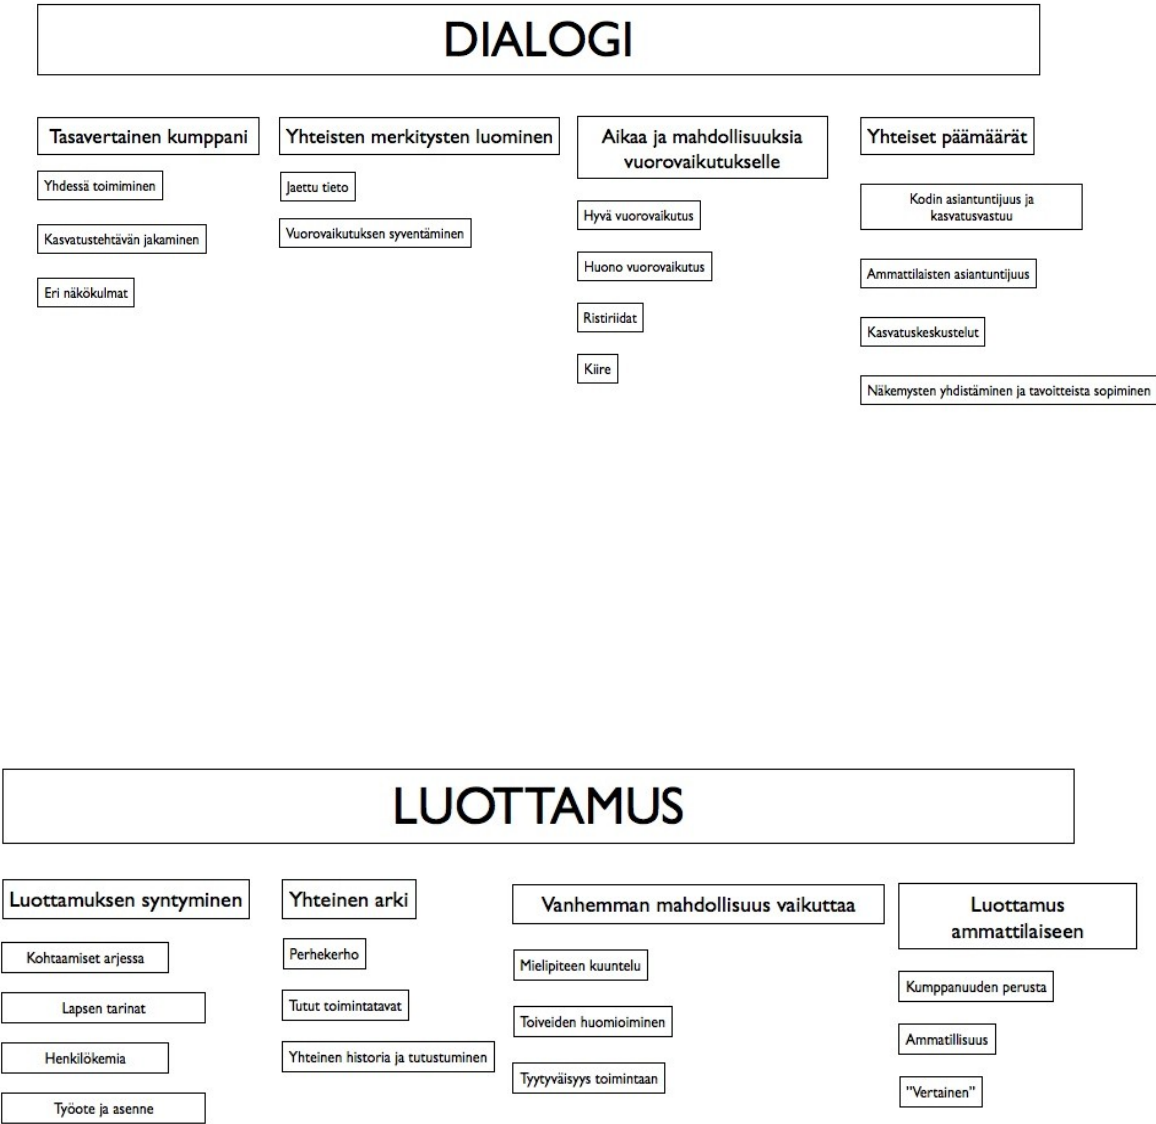 DIALOGI
Tasavertainen kumppani
Yhdessä toimiminen
Kasvatustehtävän jakaminen
Eri näkökulmat
Yhteisten merkitysten luominen
Jaettu tieto
Vuorovaikutuksen syventäminen
Aikaa ja mahdollisuuksia
vuorovaikutukselle
Hyvä vuorovaikutus
Huono vuorovaikutus
Ristiriidat
Kiire
Yhteiset päämäärät
Kodin asiantuntijuus ja
kasvatusvastuu
Ammattilaisten asiantuntijuus
Kasvatuskeskustelut
Näkemysten yhdistäminen ja tavoitteista sopiminen
LUOTTAMUS
Luottamuksen syntyminen
Kohtaamiset arjessa
Lapsen tarinat
Henkilökemia
Työote ja asenne
Yhteinen arki
Perhekerho
Tutut toimintatavat
Yhteinen historia ja tutustuminen
Vanhemman mahdollisuus vaikuttaa
Mielipiteen kuuntelu
Toiveiden huomioiminen
Tyytyväisyys toimintaan
Luottamus
ammattilaiseen
Kumppanuuden perusta
Ammatillisuus
"Vertainen"